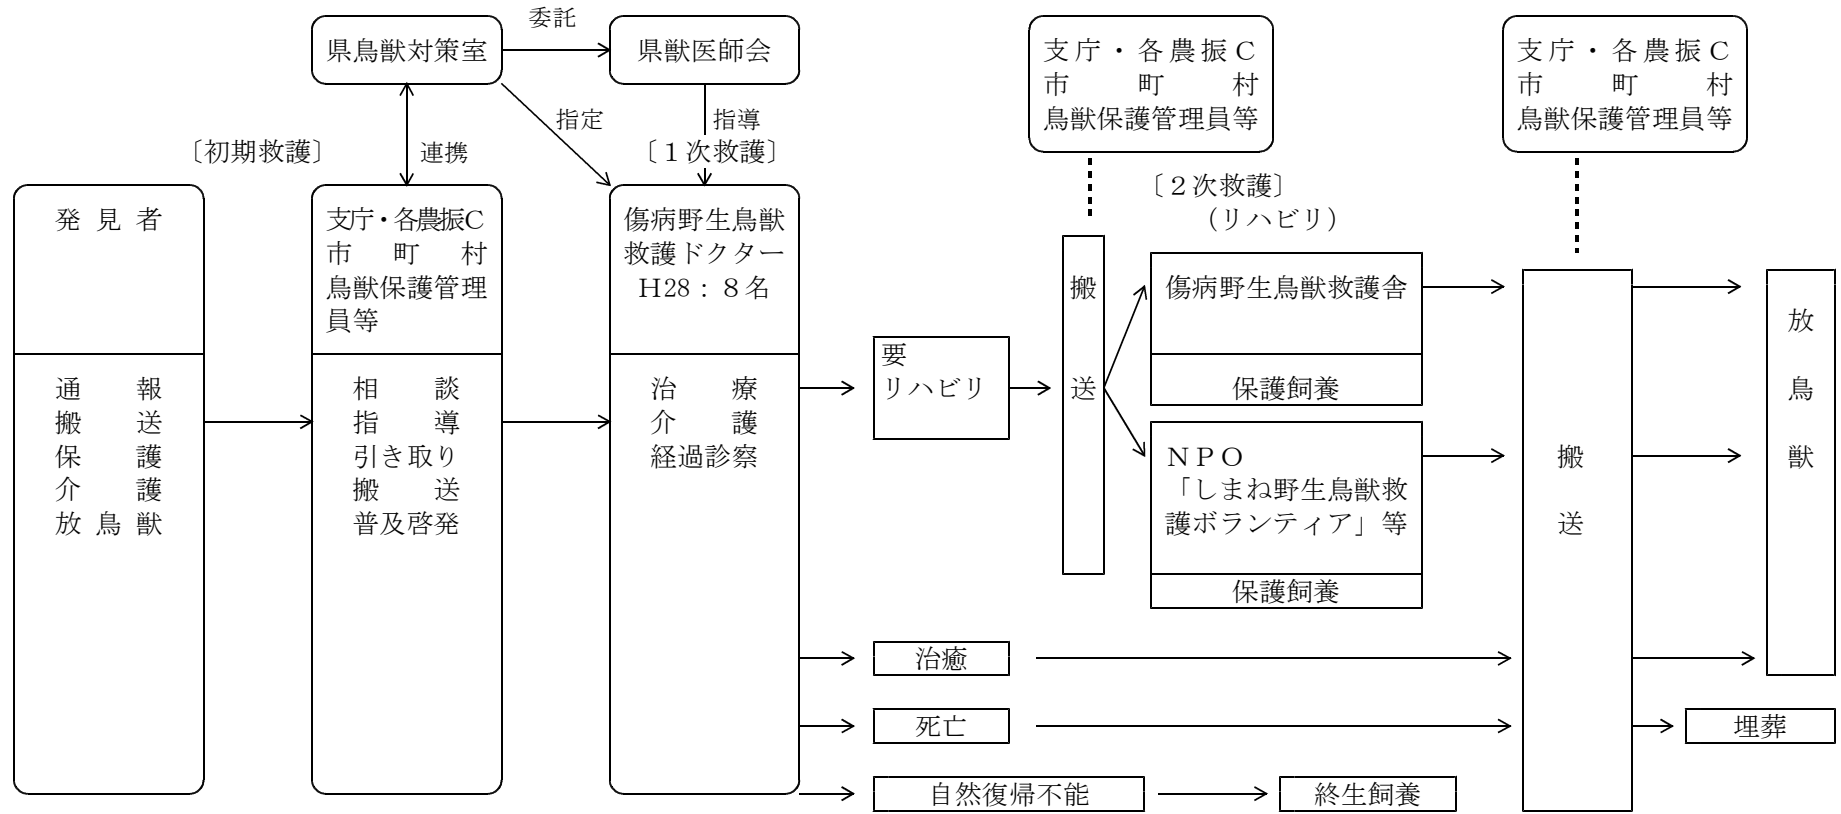 委託
県鳥獣対策室
県獣医師会
指定
指導
連携
〔初期救護〕
〔１次救護〕
支庁・各農振Ｃ
市町村
鳥獣保護管理員等
支庁・各農振Ｃ
市町村
鳥獣保護管理員等
〔２次救護〕
（リハビリ）
発見者
通報
搬送
保護
介護
放鳥獣
支庁・各農振C
市町村
鳥獣保護管理
員等
相談
指導
引き取り
搬送
普及啓発
傷病野生鳥獣
救護ドクター
Ｈ28：８名
治療
介護
経過診察
要
リハビリ
搬
送
傷病野生鳥獣救護舎
保護飼養
ＮＰＯ
「しまね野生鳥獣救
護ボランティア」等
保護飼養
搬
送
放
鳥
獣
治癒
死亡
埋葬
自然復帰不能
終生飼養